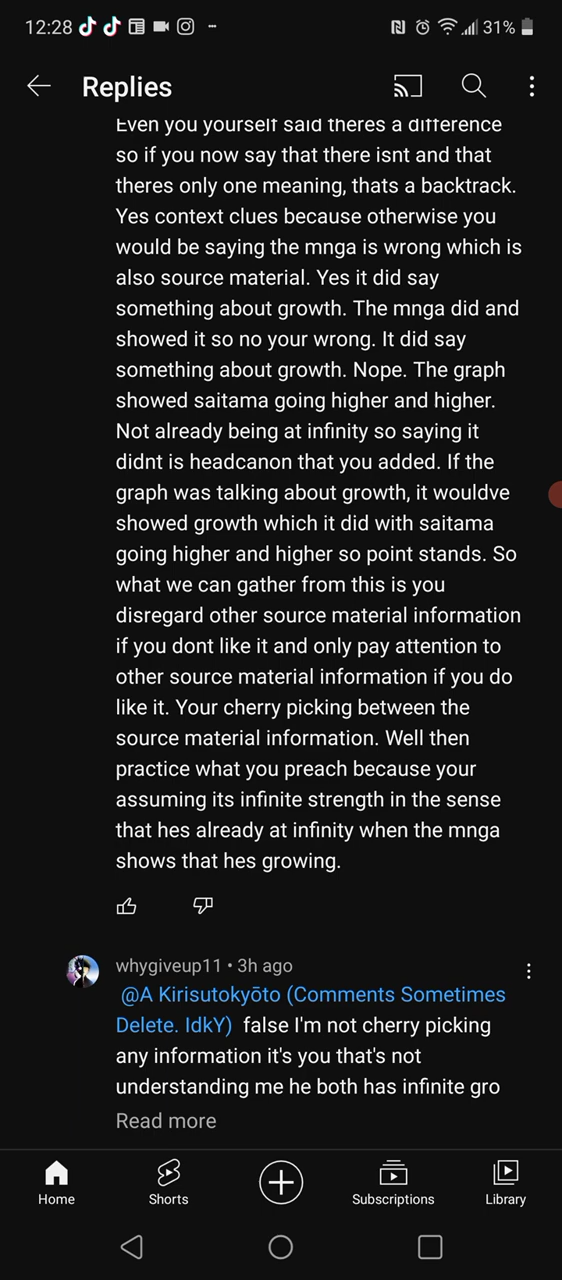 12:28 31%
Replies
Even you yourself said theres a difference
so if you now say that there isnt and that
theres only one meaning, thats a backtrack.
Yes context clues because otherwise you
would be saying the mnga is wrong which is
also source material. Yes it did say
something about growth. The mnga did and
showed it so no your wrong. It did say
something about growth. Nope. The graph
showed saitama going higher and higher.
Not already being at infinity so saying it
didnt is headcanon that you added. If the
graph was talking about growth, it wouldve
showed growth which it did with saitama
going higher and higher so point stands. So
what we can gather from this is you
disregard other source material information
if you dont like it and only pay attention to
other source material information if you do
like it. Your cherry picking between the
source material information. Well then
practice what you preach because your
assuming its infinite strength in the sense
that hes already at infinity when the mnga
shows that hes growing.
whygiveup11 • 3h ago
@A Kirisutokyōto (Comments Sometimes
Delete. IdkY) false I'm not cherry picking
any information it's you that's not
understanding me he both has infinite gro
Read more
Home Shorts Subscriptions Library